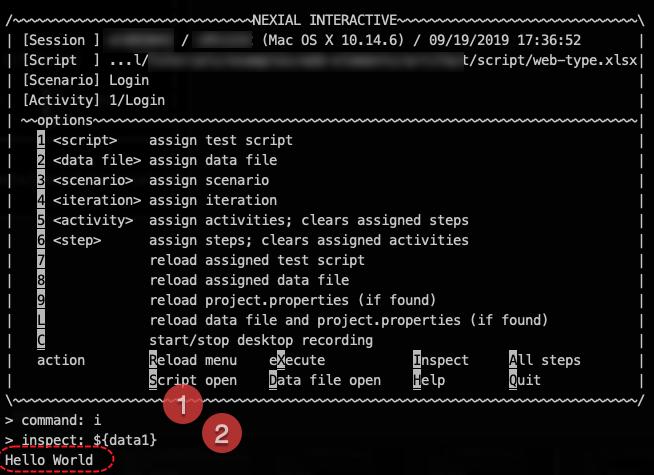 /~~~~~~~~~~~~~~~~~~~~~~~~~~~~~NEXIAL INTERACTIVE~~~~~~~~~~~~~~~~~~~~~~~~~~~~~~\
| [Session ] / (Mac OS X 10.14.6) / 09/19/2019 17:36:52 |
| [Script  ] ...l/ t/script/web-type.xlsx|
| [Scenario] Login |
| [Activity] 1/Login |
| ~~options~~~~~~~~~~~~~~~~~~~~~~~~~~~~~~~~~~~~~~~~~~~~~~~~~~~~~~~~~~~~~~~~~~~~|
| 1 <script> assign test script |
| 2 <data file> assign data file |
| 3 <scenario> assign scenario |
| 4 <iteration> assign iteration |
| 5 <activity> assign activities; clears assigned steps |
| 6 <step> assign steps; clears assigned activities |
| 7 reload assigned test script |
| 8 reload assigned data file |
| 9 reload project.properties (if found) |
| L reload data file and project.properties (if found) |
| C start/stop desktop recording |
| action Reload menu eXecute Inspect All steps |
| Script open Data file open Help Quit |
\~~~~~~~~~~~~~~~~~~~~~~~~~~~~~~~~~~~~~~~~~~~~~~~~~~~~~~~~~~~~~~~~~~~~~~~~~~~~~/
1
> command: i
2
> inspect: ${data1}
Hello World